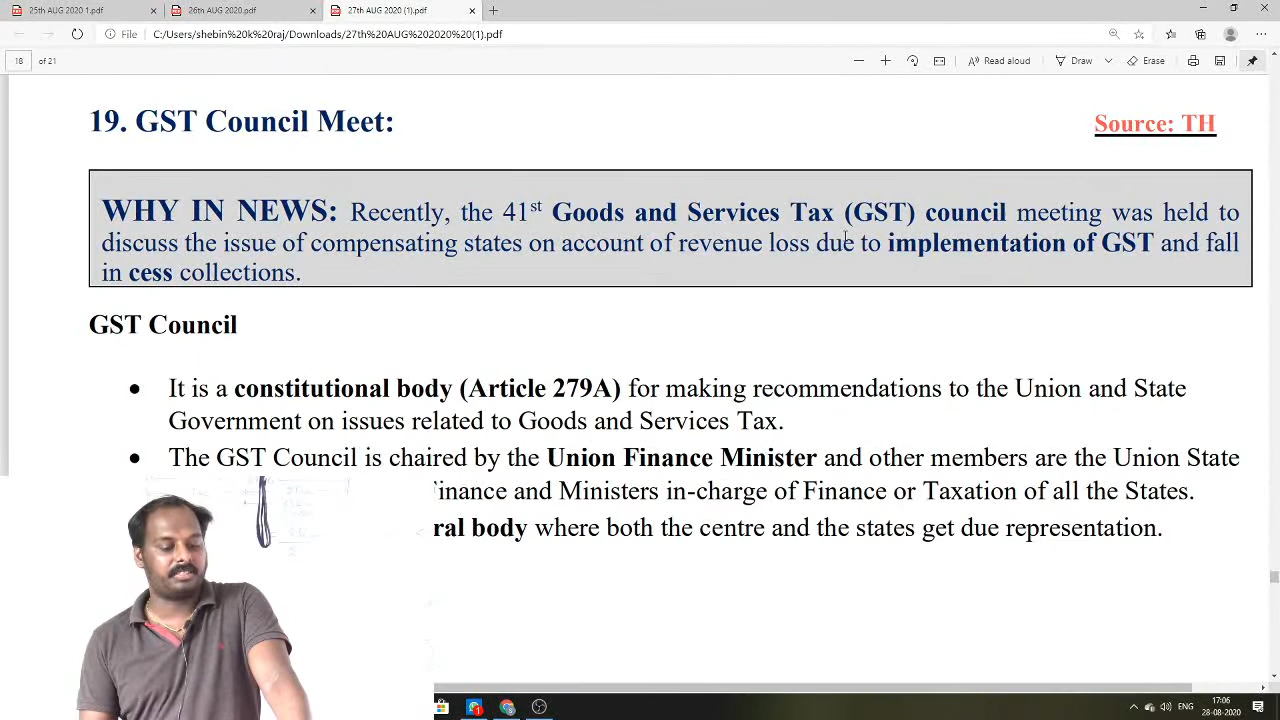 25th AUG 2020 1.pdf
26th AUG 2020.pdf
27th AUG 2020 (1).pdf
File
C:/Users/shebin%20k%20raj/Downloads/27th%20AUG%202020%20(1).pdf
18 of 21
Read aloud
Draw
Erase
19. GST Council Meet:
Source: TH
WHY IN NEWS: Recently, the 41st Goods and Services Tax (GST) council meeting was held to
discuss the issue of compensating states on account of revenue loss due to implementation of GST and fall
in cess collections.
GST Council
It is a constitutional body (Article 279A) for making recommendations to the Union and State
Government on issues related to Goods and Services Tax.
The GST Council is chaired by the Union Finance Minister and other members are the Union State
inance and Ministers in-charge of Finance or Taxation of all the States.
ral body where both the centre and the states get due representation.
ENG
17:06
28-08-2020